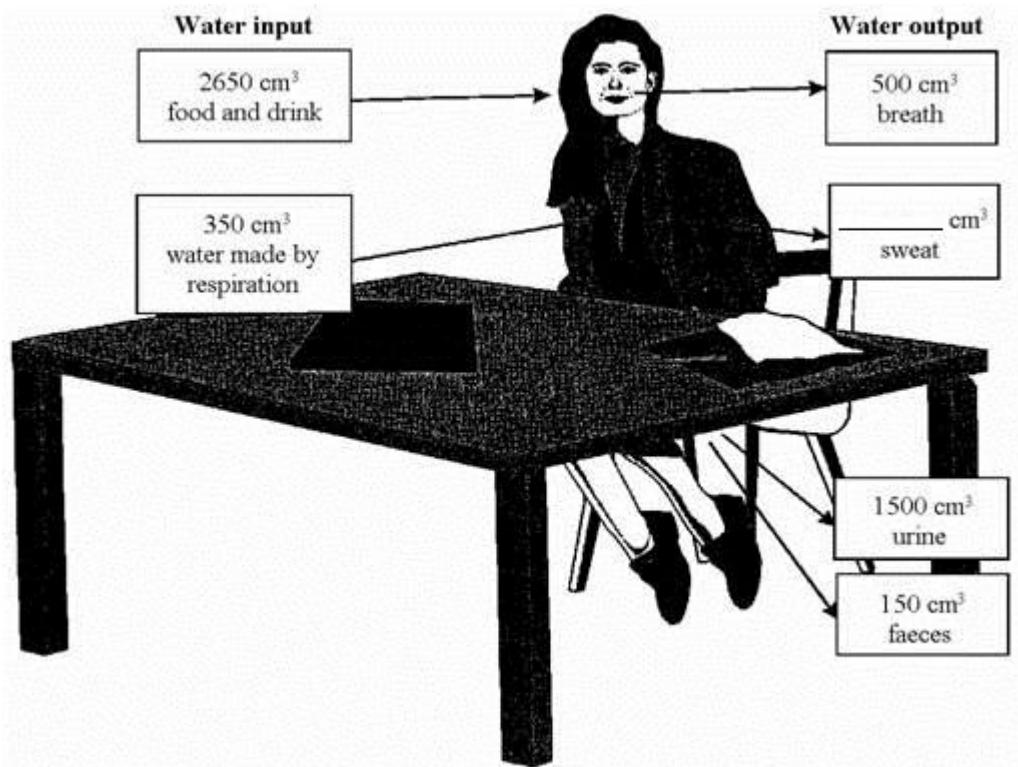 Water input
2650 cm³
food and drink
350 cm³
water made by
respiration
Water output
500 cm³
breath
______ cm³
sweat
1500 cm³
urine
150 cm³
faeces